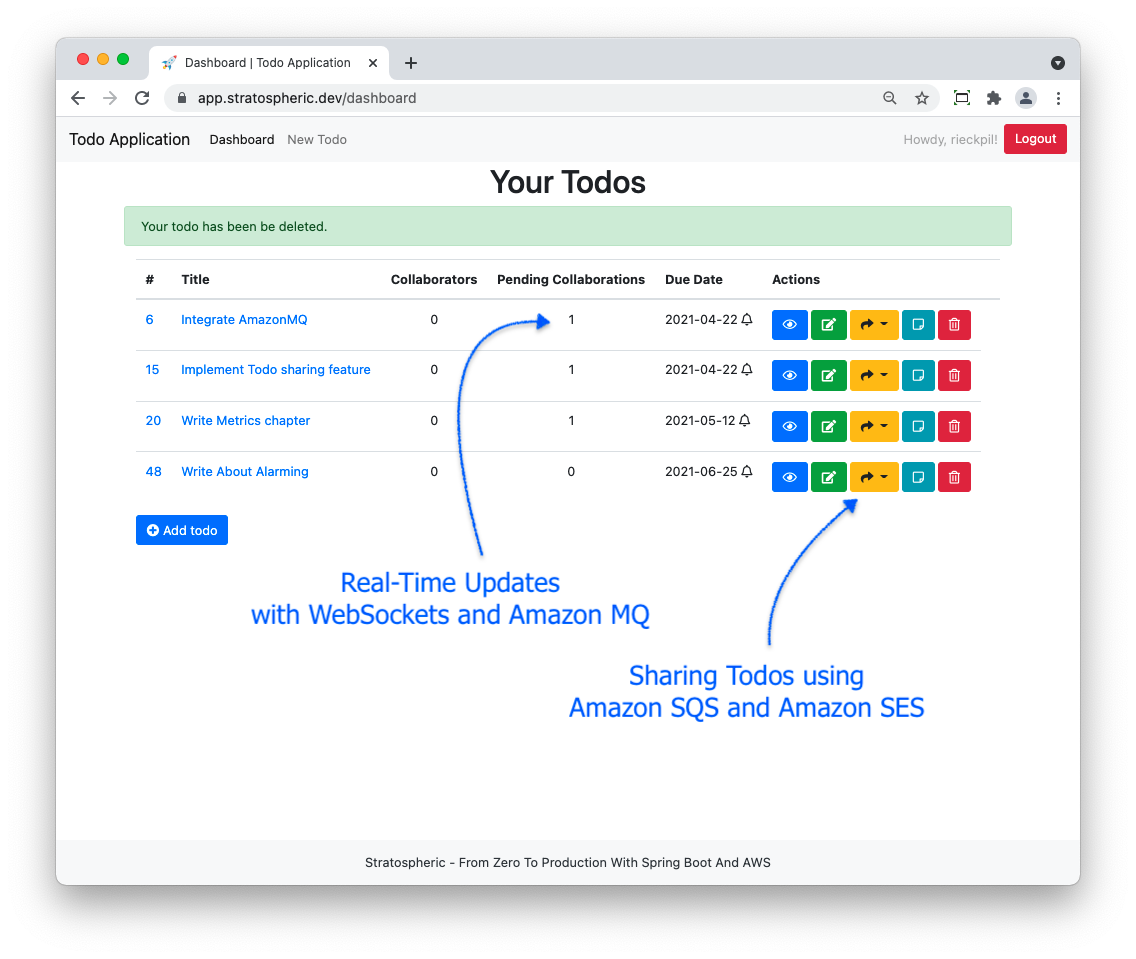 Dashboard | Todo Application
app.stratospheric.dev/dashboard
Todo Application Dashboard New Todo Howdy, rieckpil! Logout
Your Todos
Your todo has been be deleted.
# Title Collaborators Pending Collaborations Due Date Actions
6 Integrate AmazonMQ 0 1 2021-04-22
15 Implement Todo sharing feature 0 1 2021-04-22
20 Write Metrics chapter 0 1 2021-05-12
48 Write About Alarming 0 0 2021-06-25
Add todo
Real-Time Updates
with WebSockets and Amazon MQ
Sharing Todos using
Amazon SQS and Amazon SES
Stratospheric - From Zero To Production With Spring Boot And AWS